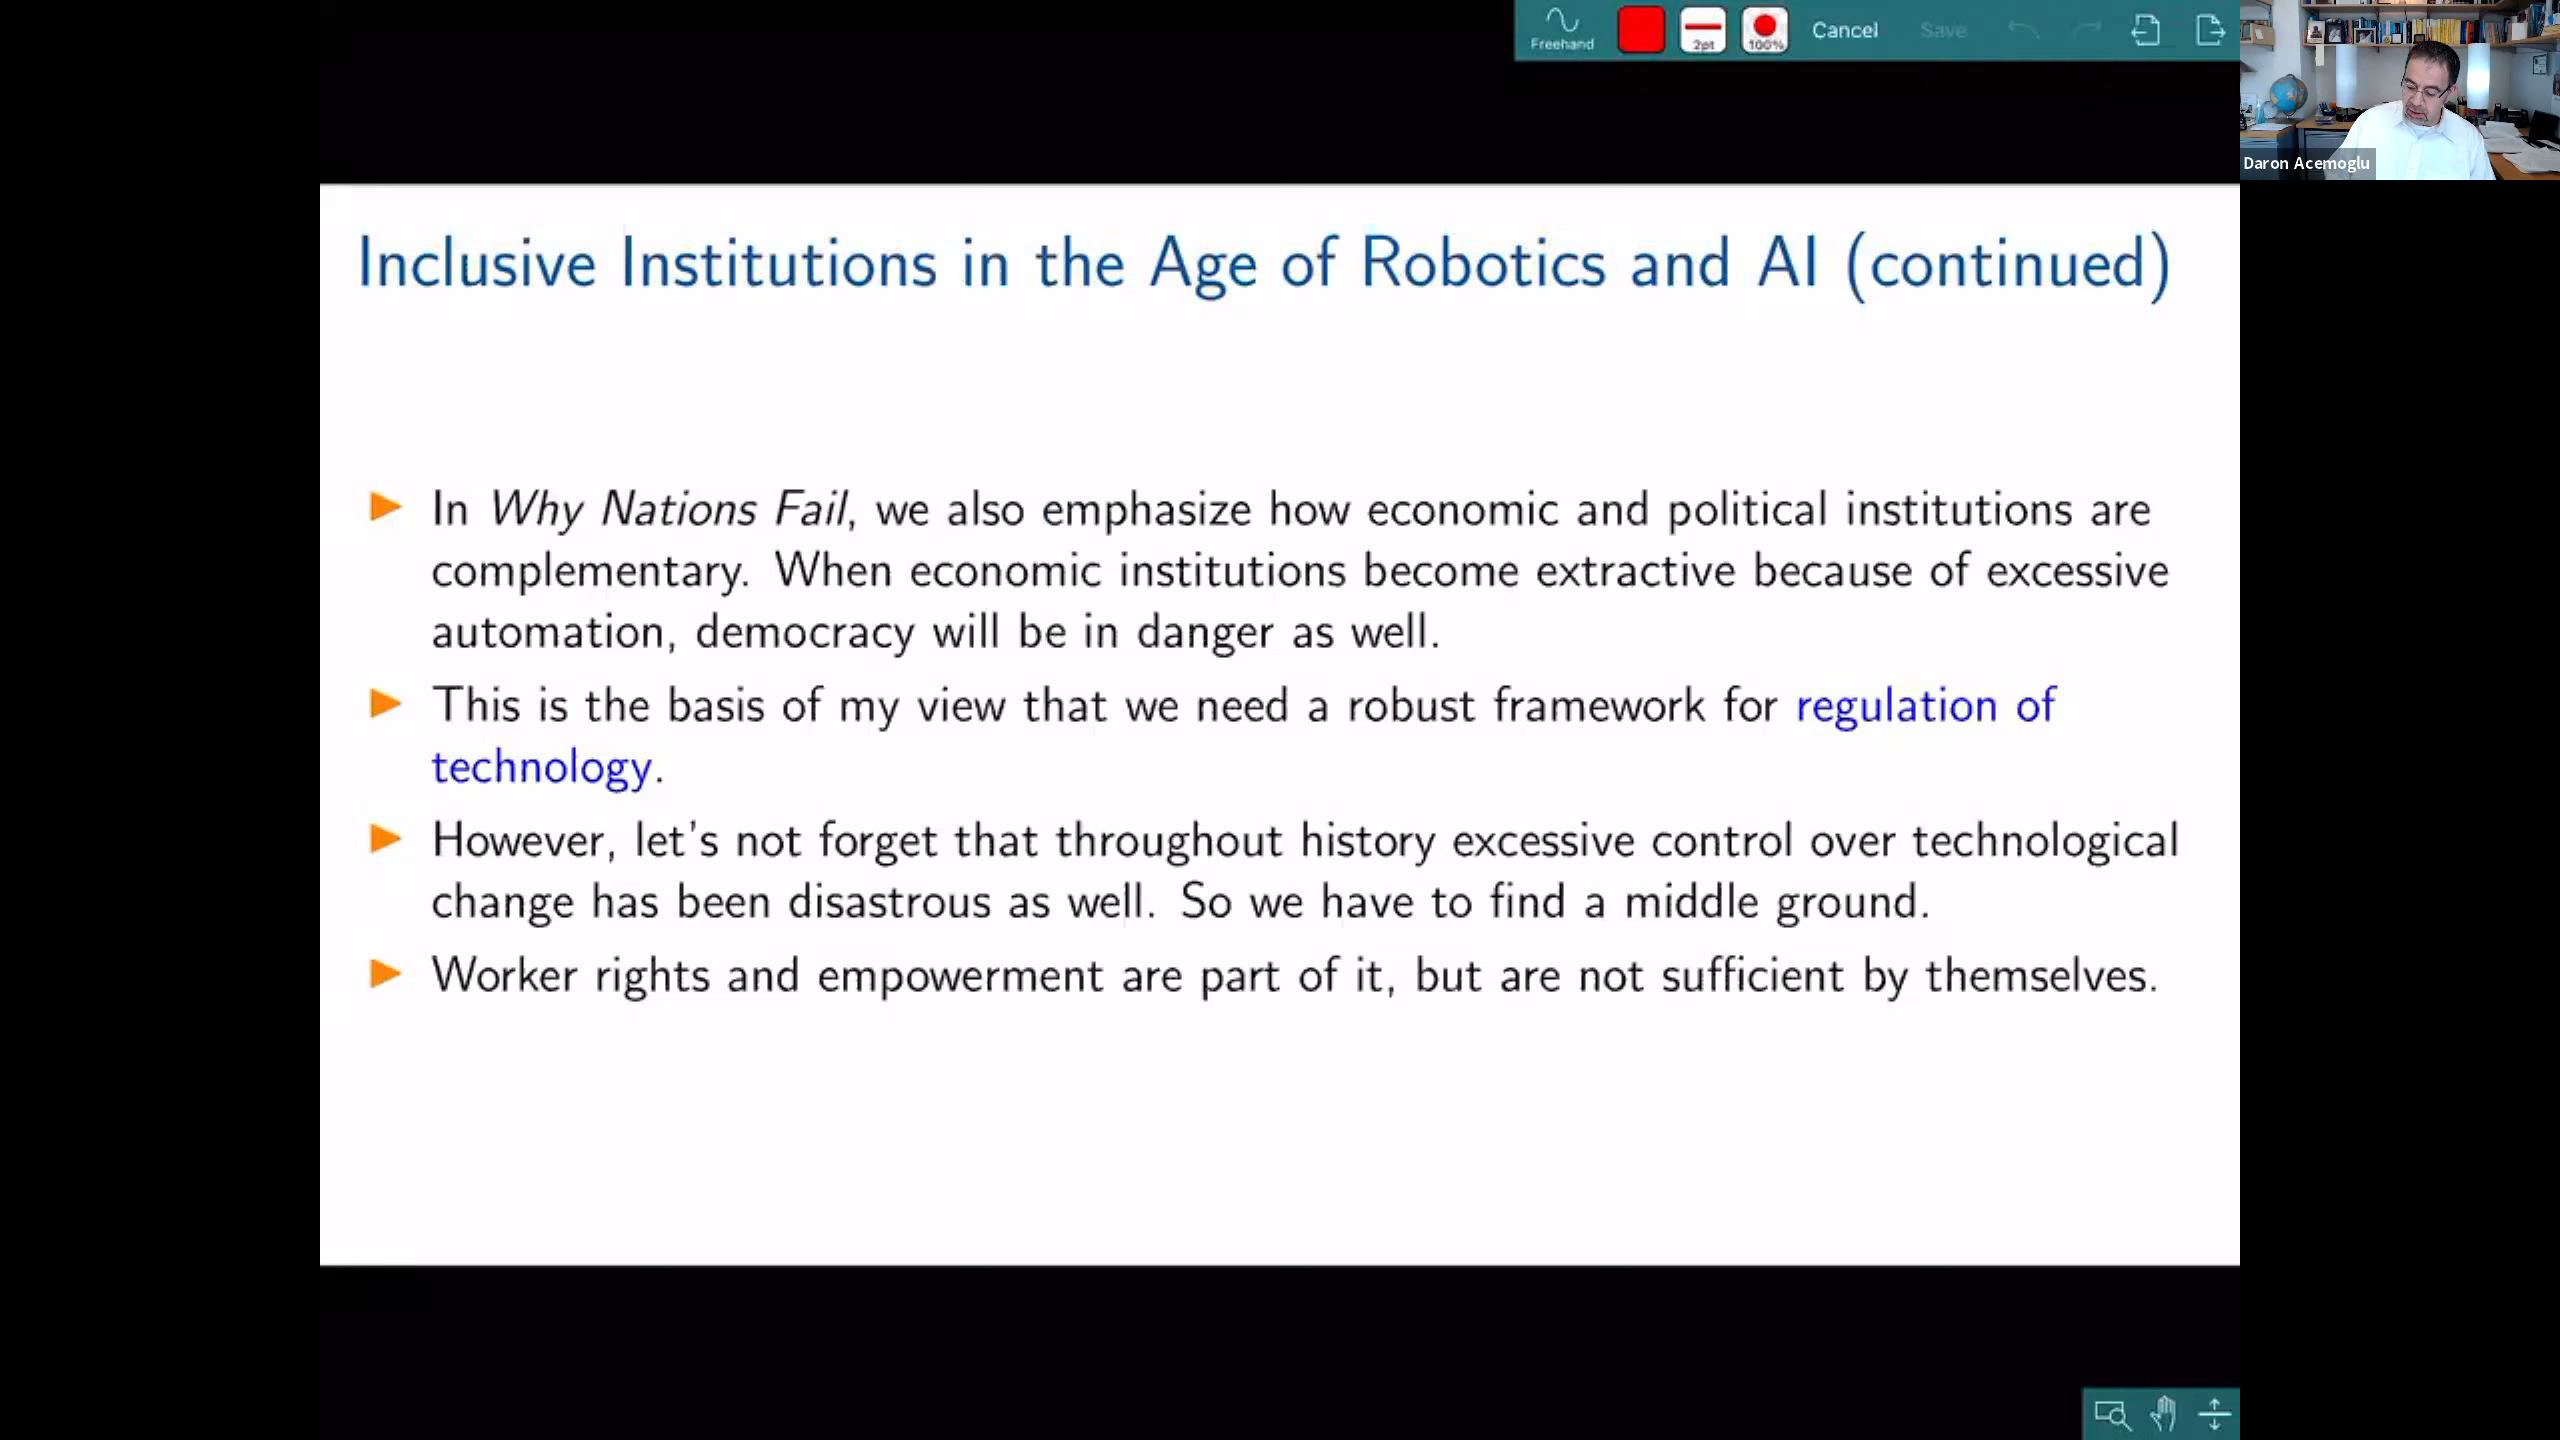 Freehand
2pt
100%
Cancel
Save
Daron Acemoglu
Inclusive Institutions in the Age of Robotics and AI (continued)
In Why Nations Fail, we also emphasize how economic and political institutions are
complementary. When economic institutions become extractive because of excessive
automation, democracy will be in danger as well.
This is the basis of my view that we need a robust framework for regulation of
technology.
However, let's not forget that throughout history excessive control over technological
change has been disastrous as well. So we have to find a middle ground.
Worker rights and empowerment are part of it, but are not sufficient by themselves.